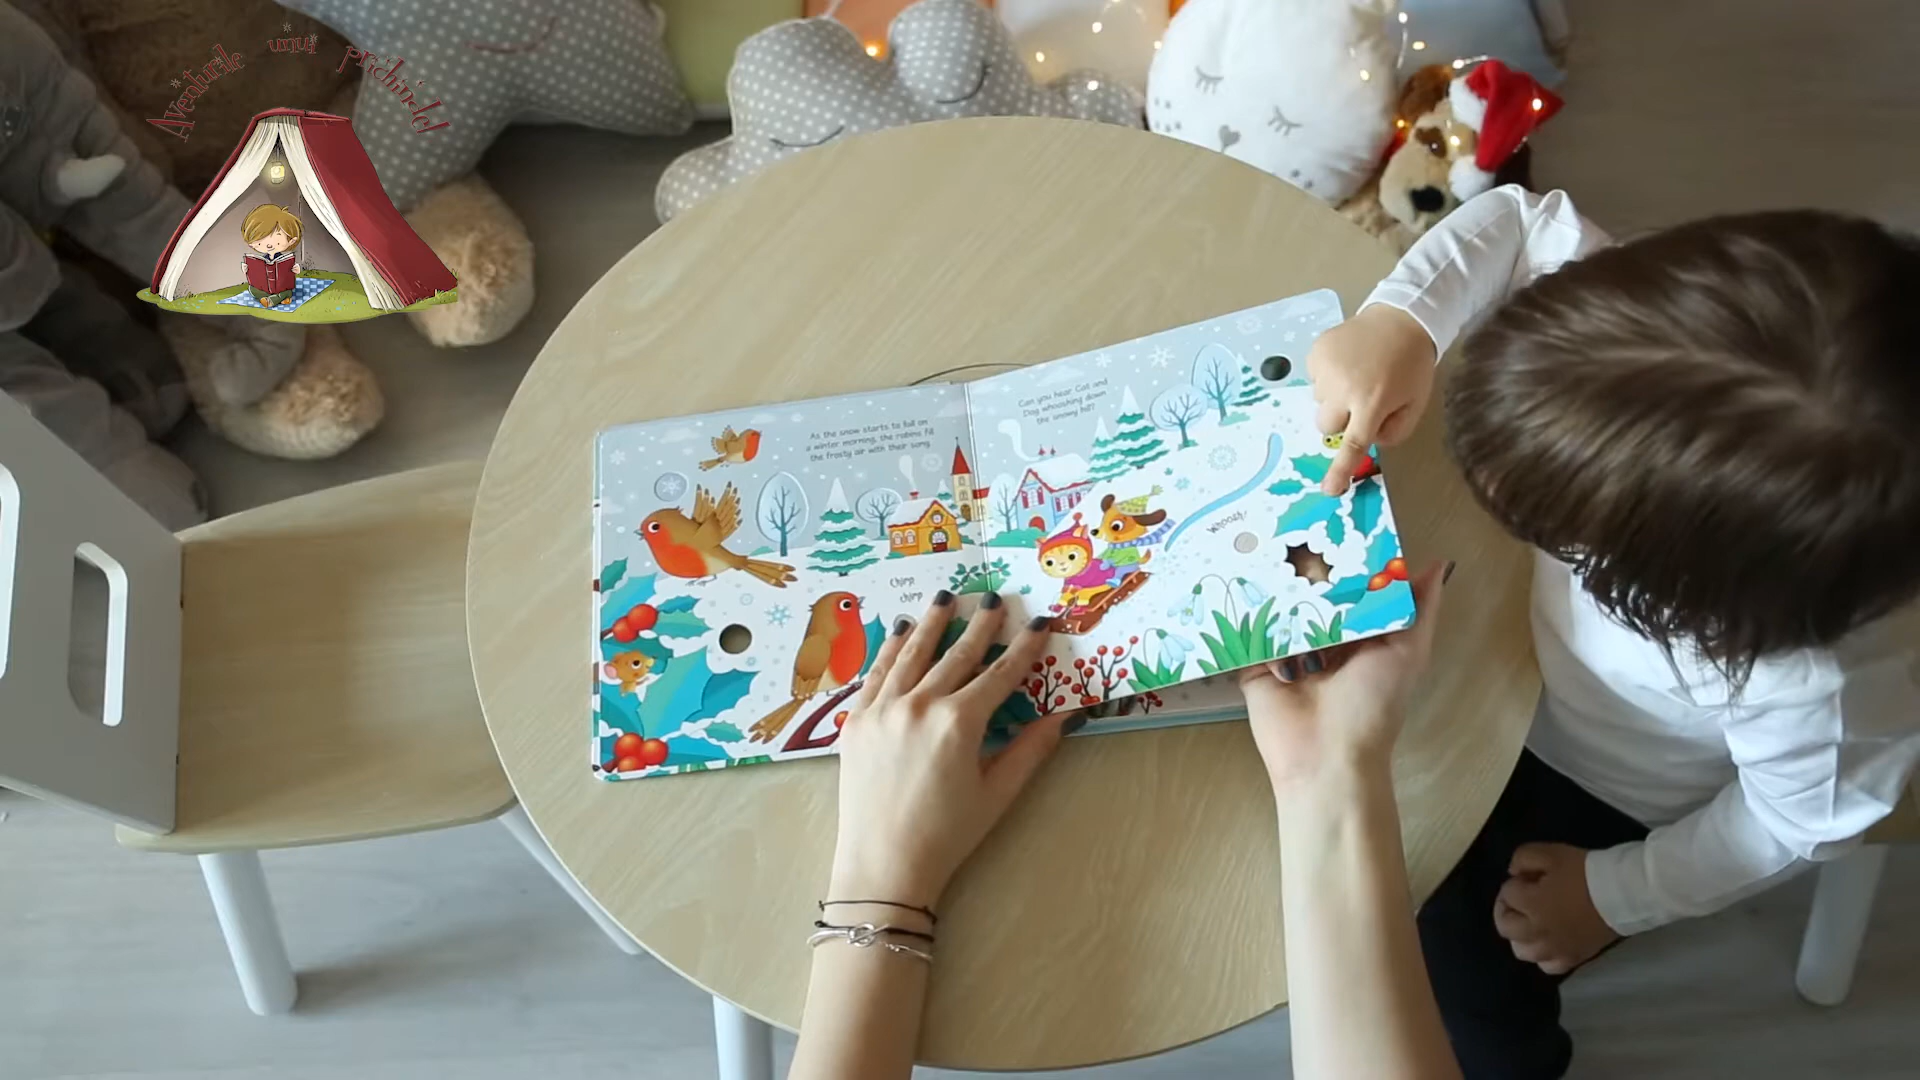 Aventurile unui prichindel
As the snow starts to fall on
a winter morning, the robins fill
the frosty air with their song.
Can you hear Cat and
Dog whooshing down
the snowy hill?
Whoosh!
chirp
chirp